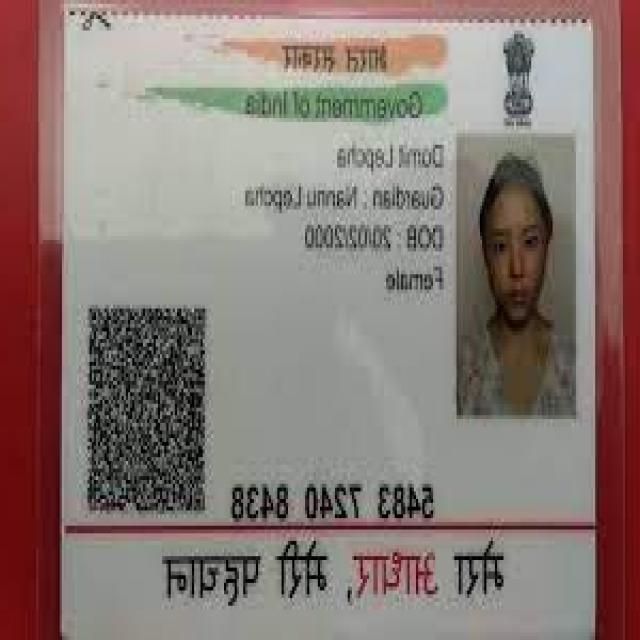 भारत सरकार
Government of India
Domit Lepcha
Guardian : Nannu Lepcha
DOB : 20/02/2000
Female
5483 7240 8438
मेरा आधार, मेरी पहचान